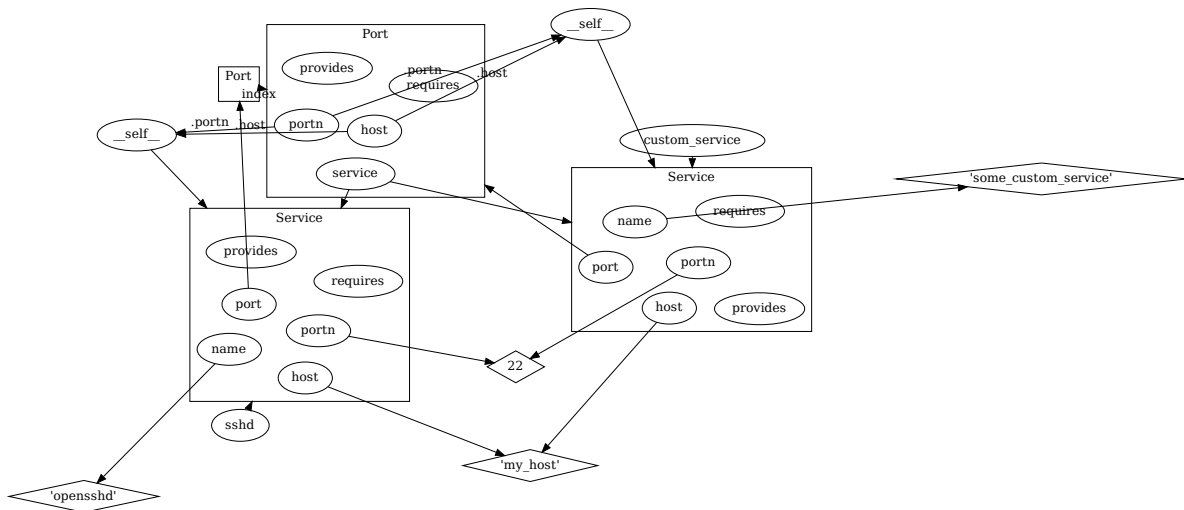 __self__
Port
provides
.portn
.host
requires
Port
index
.portn
.host
portn
host
__self__
custom_service
service
Service
'some_custom_service'
name
requires
port
portn
host
provides
Service
provides
requires
port
portn
name
host
22
sshd
'my_host'
'opensshd'